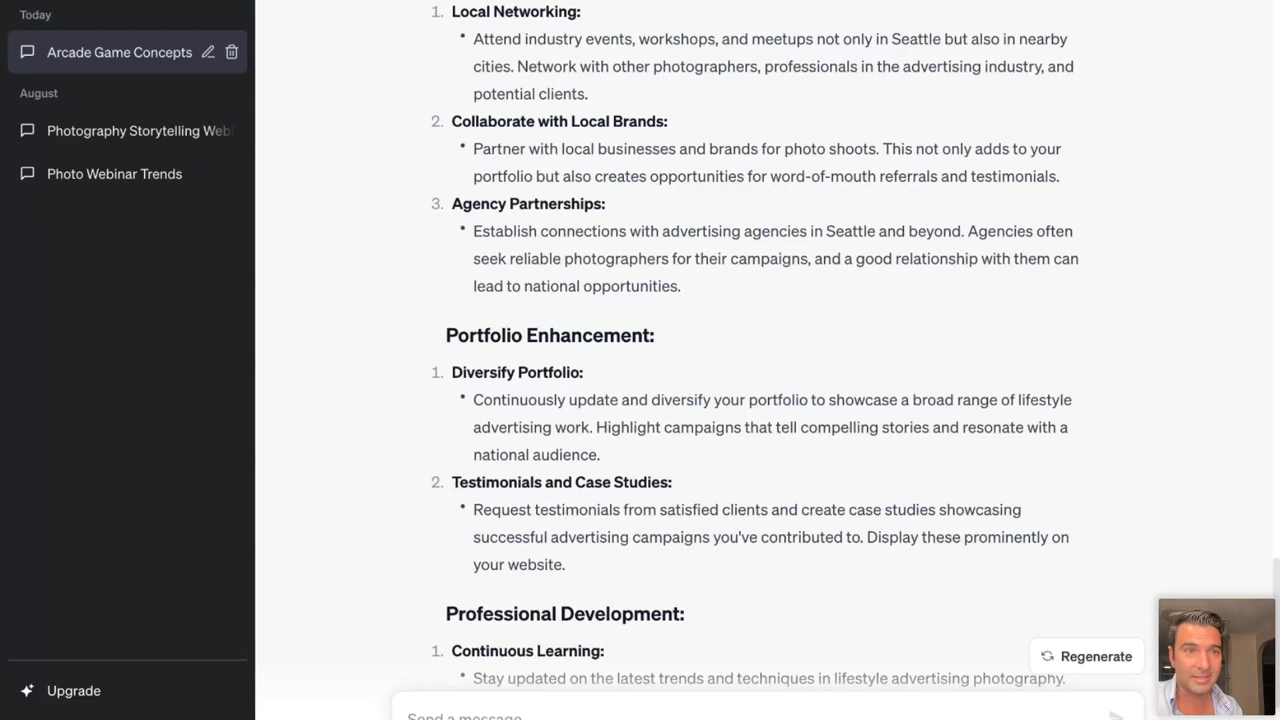 Today
Arcade Game Concepts
August
Photography Storytelling Web
Photo Webinar Trends
Upgrade
1. Local Networking:
• Attend industry events, workshops, and meetups not only in Seattle but also in nearby
cities. Network with other photographers, professionals in the advertising industry, and
potential clients.
2. Collaborate with Local Brands:
• Partner with local businesses and brands for photo shoots. This not only adds to your
portfolio but also creates opportunities for word-of-mouth referrals and testimonials.
3. Agency Partnerships:
• Establish connections with advertising agencies in Seattle and beyond. Agencies often
seek reliable photographers for their campaigns, and a good relationship with them can
lead to national opportunities.
Portfolio Enhancement:
1. Diversify Portfolio:
• Continuously update and diversify your portfolio to showcase a broad range of lifestyle
advertising work. Highlight campaigns that tell compelling stories and resonate with a
national audience.
2. Testimonials and Case Studies:
• Request testimonials from satisfied clients and create case studies showcasing
successful advertising campaigns you've contributed to. Display these prominently on
your website.
Professional Development:
1. Continuous Learning:
• Stay updated on the latest trends and techniques in lifestyle advertising photography.
Regenerate
Send a message